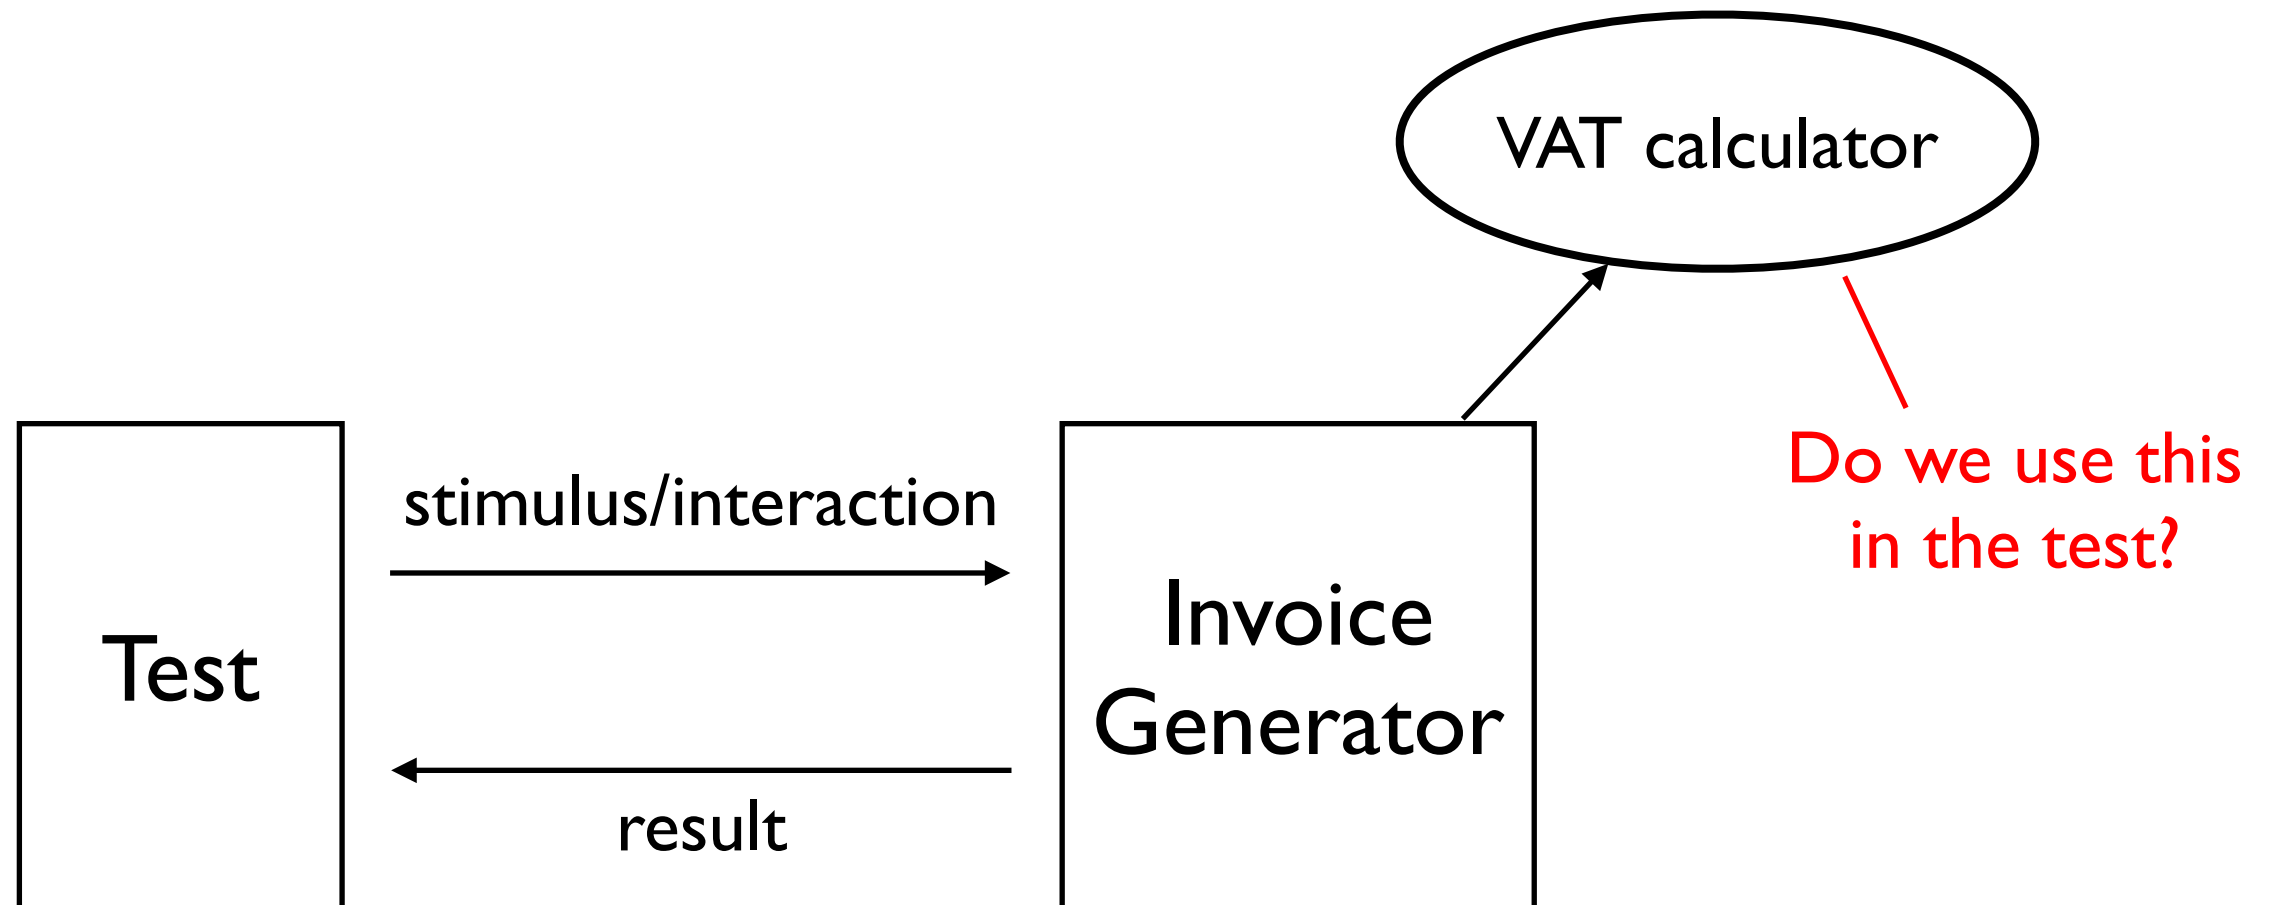 VAT calculator
Do we use this
in the test?
stimulus/interaction
Test
Invoice
Generator
result